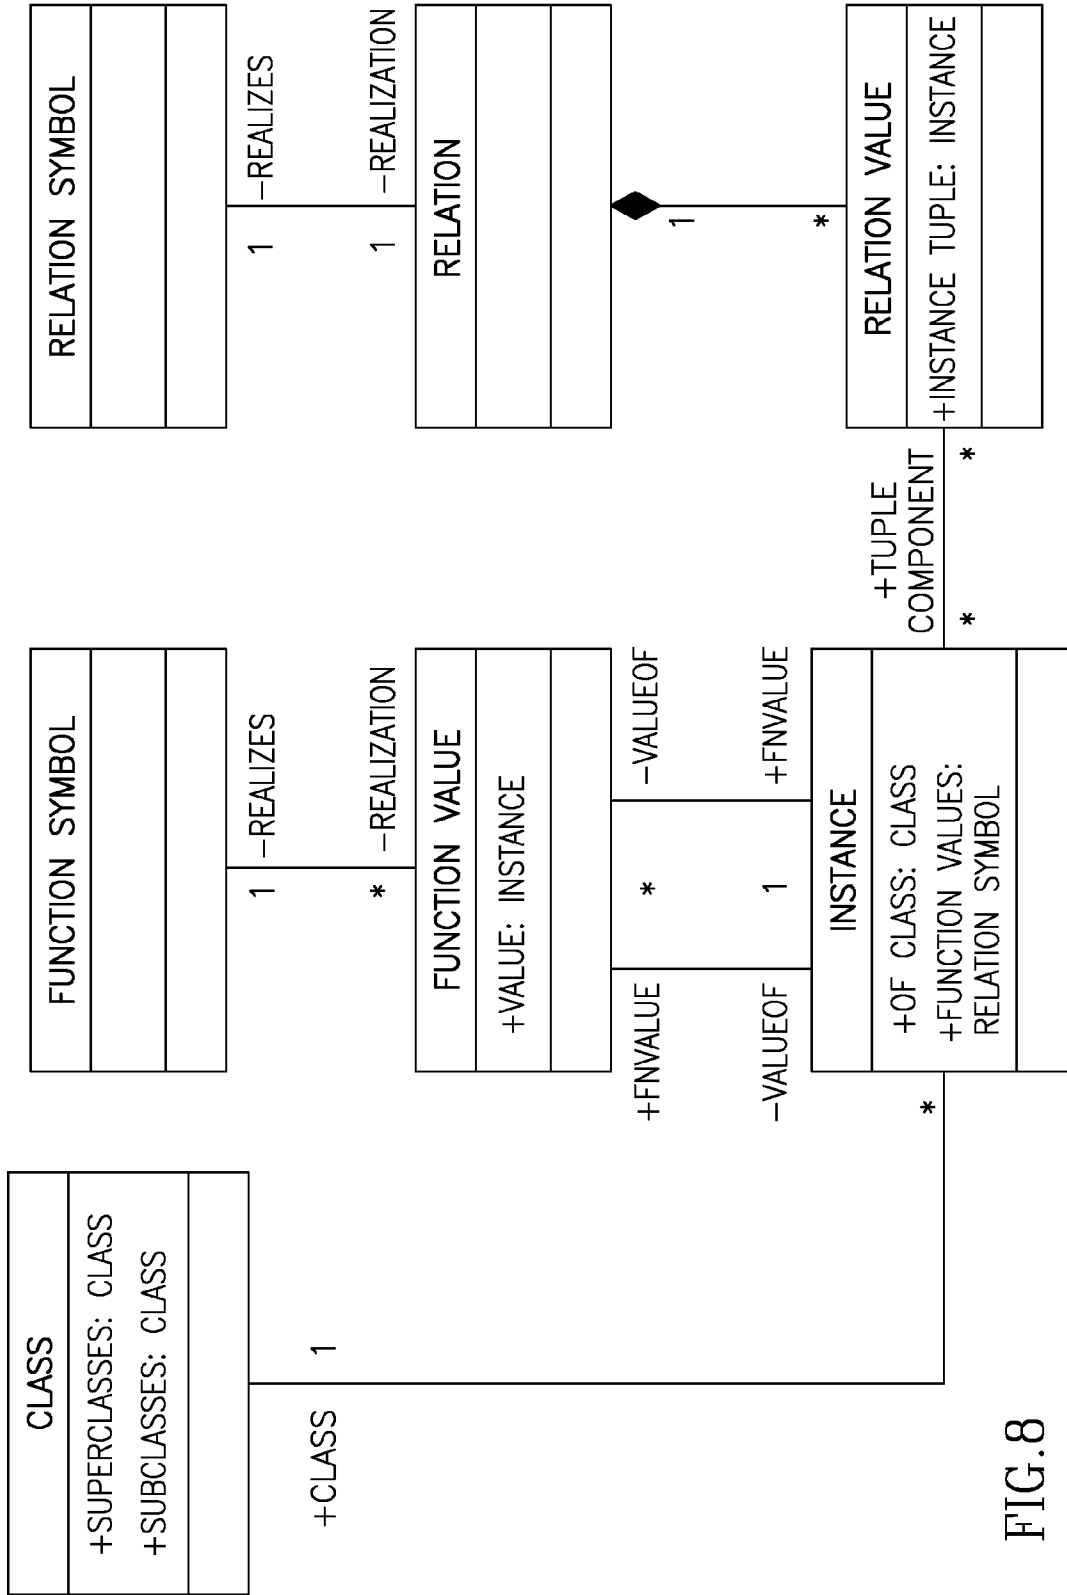 CLASS
+SUPERCLASSES: CLASS
+SUBCLASSES: CLASS
+CLASS
1
*
FUNCTION SYMBOL
1
-REALIZES
*
-REALIZATION
FUNCTION VALUE
+VALUE: INSTANCE
+FNVALUE
*
-VALUEOF
-VALUEOF
1
+FNVALUE
INSTANCE
+OF CLASS: CLASS
+FUNCTION VALUES:
RELATION SYMBOL
+TUPLE
COMPONENT
*
*
RELATION SYMBOL
1
-REALIZES
1
-REALIZATION
RELATION
1
*
RELATION VALUE
+INSTANCE TUPLE: INSTANCE
FIG.8